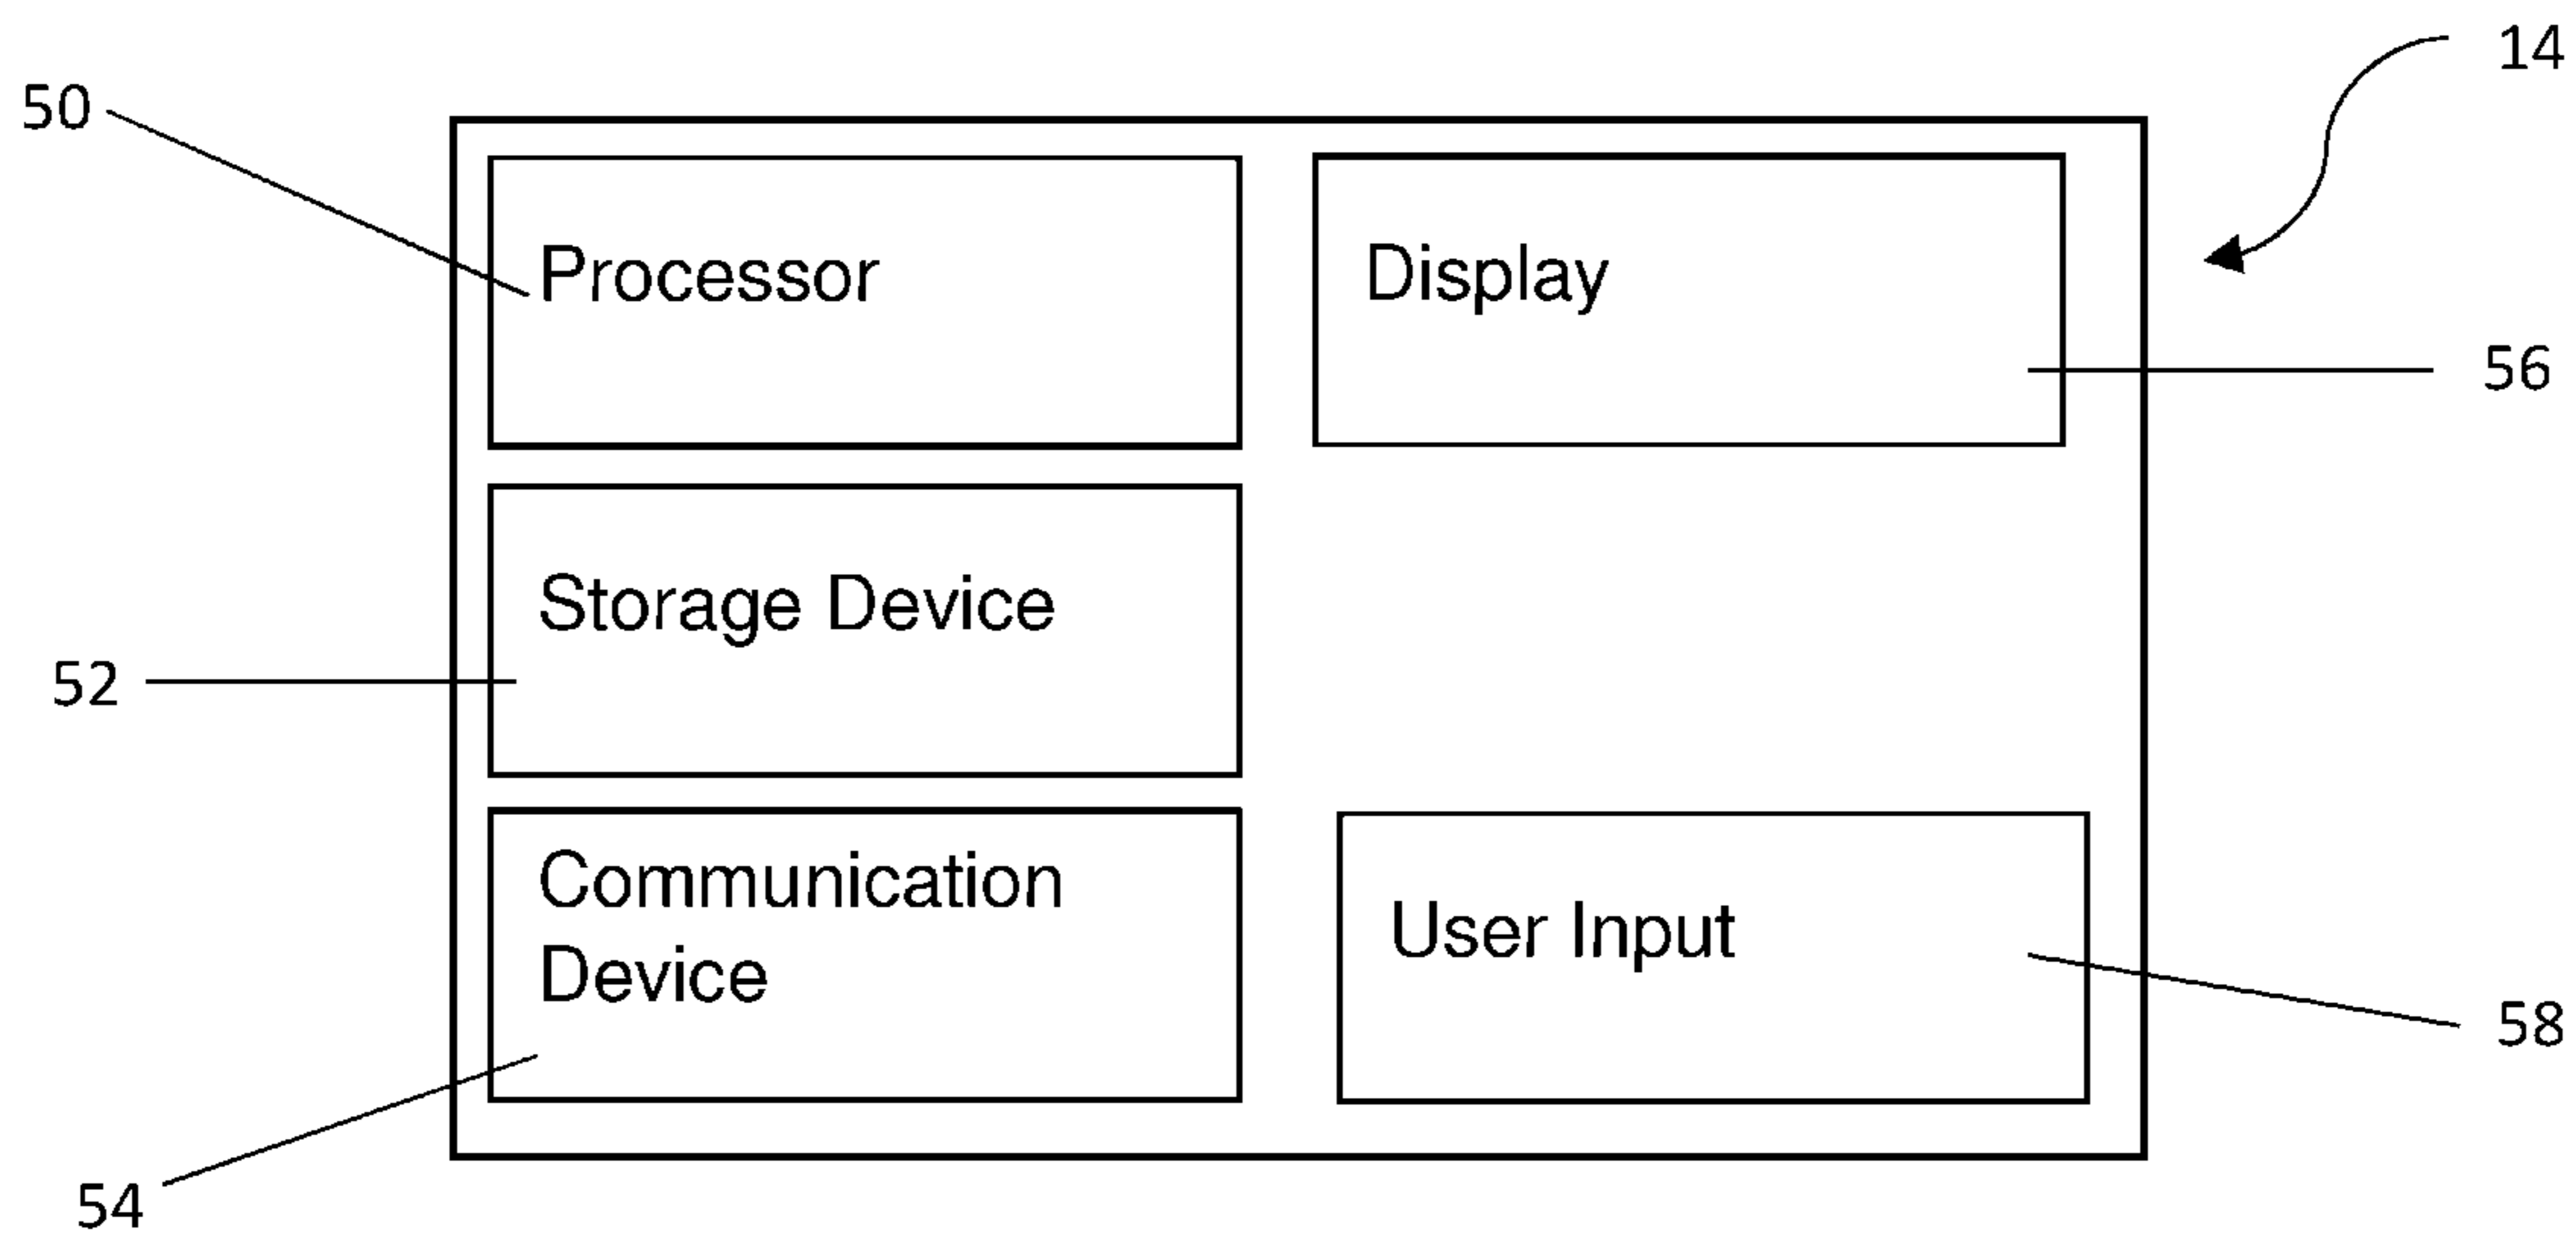 14
50
Processor
Display
56
Storage Device
52
Communication
Device
User Input
58
54